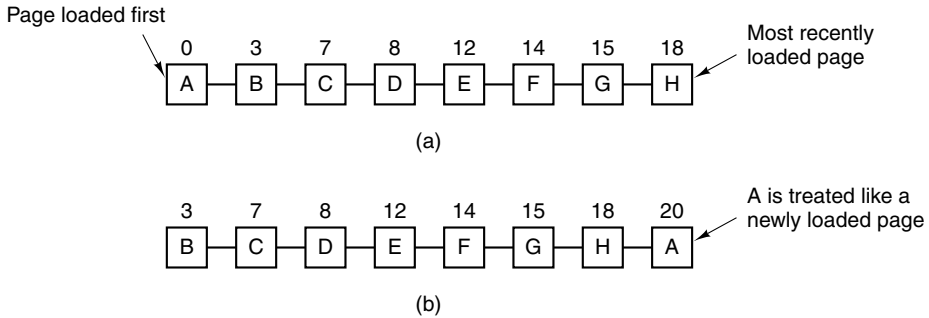 Page loaded first
Most recently
loaded page
0 3 7 8 12 14 15 18
A B C D E F G H
(a)
A is treated like a
newly loaded page
3 7 8 12 14 15 18 20
B C D E F G H A
(b)